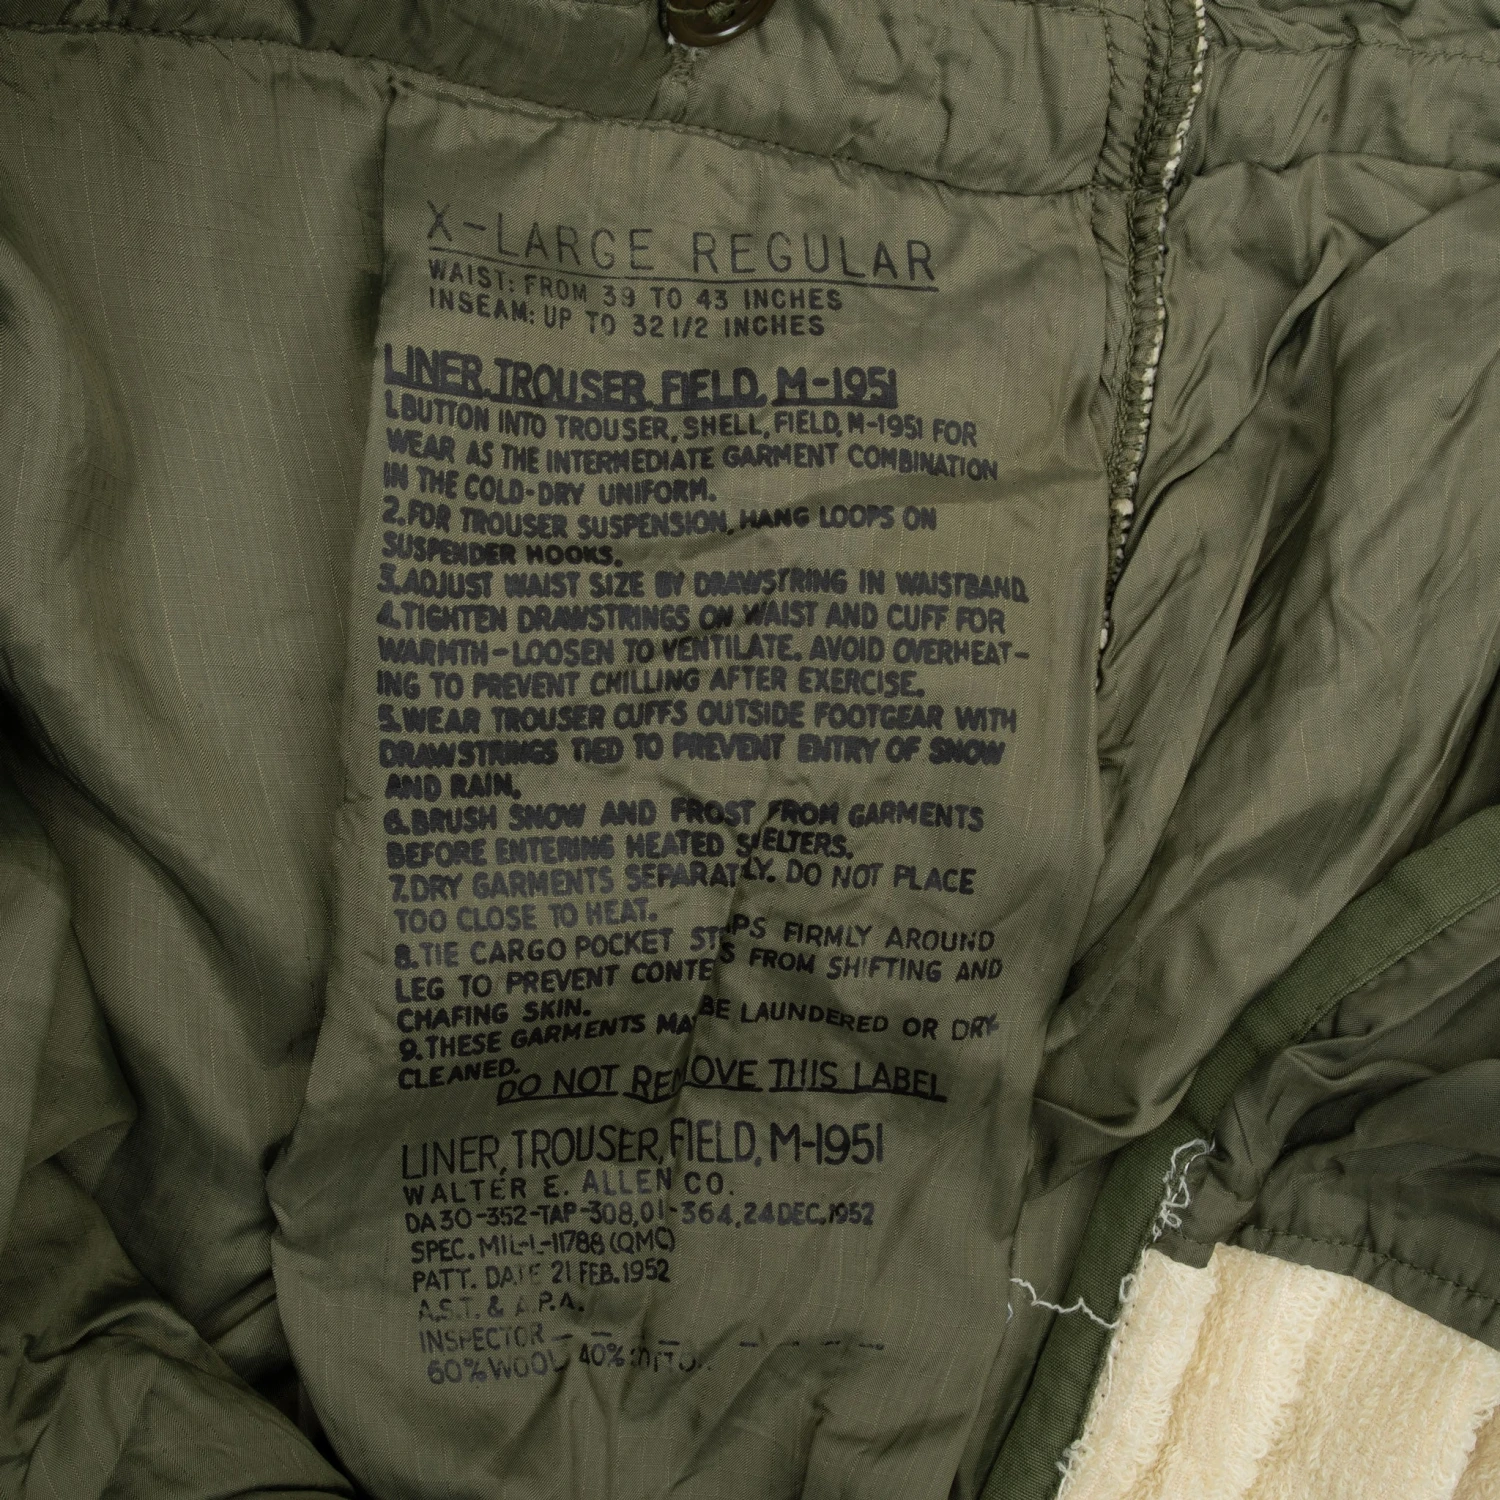 X-LARGE REGULAR
WAIST: FROM 39 TO 43 INCHES
INSEAM: UP TO 32 1/2 INCHES
LINER, TROUSER, FIELD, M-1951
1.BUTTON INTO TROUSER, SHELL, FIELD, M-1951 FOR
WEAR AS THE INTERMEDIATE GARMENT COMBINATION
IN THE COLD-DRY UNIFORM.
2.FOR TROUSER SUSPENSION, HANG LOOPS ON
SUSPENDER HOOKS.
3.ADJUST WAIST SIZE BY DRAWSTRING IN WAISTBAND.
4.TIGHTEN DRAWSTRINGS ON WAIST AND CUFF FOR
WARMTH-LOOSEN TO VENTILATE. AVOID OVERHEAT-
ING TO PREVENT CHILLING AFTER EXERCISE.
5.WEAR TROUSER CUFFS OUTSIDE FOOTGEAR WITH
DRAWSTRINGS TIED TO PREVENT ENTRY OF SNOW
AND RAIN.
6.BRUSH SNOW AND FROST FROM GARMENTS
BEFORE ENTERING HEATED SHELTERS.
7.DRY GARMENTS SEPARATLY. DO NOT PLACE
TOO CLOSE TO HEAT.
8.TIE CARGO POCKET STRAPS FIRMLY AROUND
LEG TO PREVENT CONTENTS FROM SHIFTING AND
CHAFING SKIN.
9.THESE GARMENTS MAY BE LAUNDERED OR DRY-
CLEANED.
DO NOT REMOVE THIS LABEL
LINER, TROUSER, FIELD, M-1951
WALTER E. ALLEN CO.
DA 30-352-TAP-308,01-364, 24 DEC. 1952
SPEC. MIL-L-11788 (QMC)
PATT. DATE 21 FEB. 1952
A.S.T. & A.P.A.
INSPECTOR
60% WOOL 40% COTTON